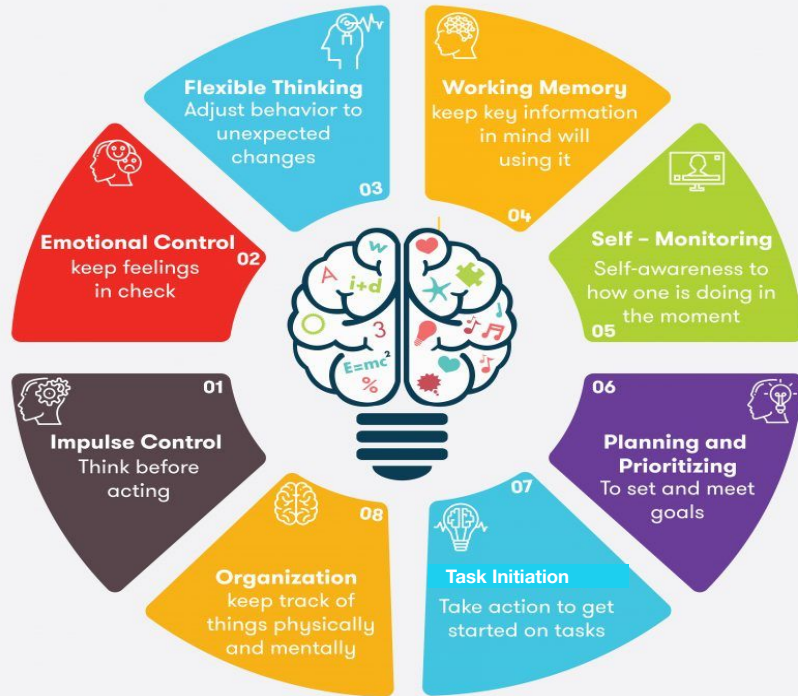 01
Impulse Control
Think before
acting
02
Emotional Control
keep feelings
in check
03
Flexible Thinking
Adjust behavior to
unexpected
changes
04
Working Memory
keep key information
in mind will
using it
05
Self – Monitoring
Self-awareness to
how one is doing in
the moment
06
Planning and
Prioritizing
To set and meet
goals
07
Task Initiation
Take action to get
started on tasks
08
Organization
keep track of
things physically
and mentally
w
A
i+d
3
E=mc²
%